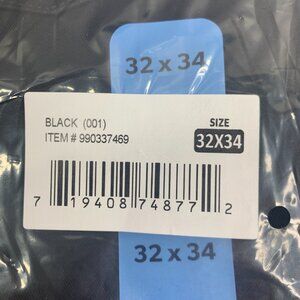 32 x 34
BLACK (001) SIZE
ITEM # 990337469 32X34
7 19408 74877 2
32 x 34